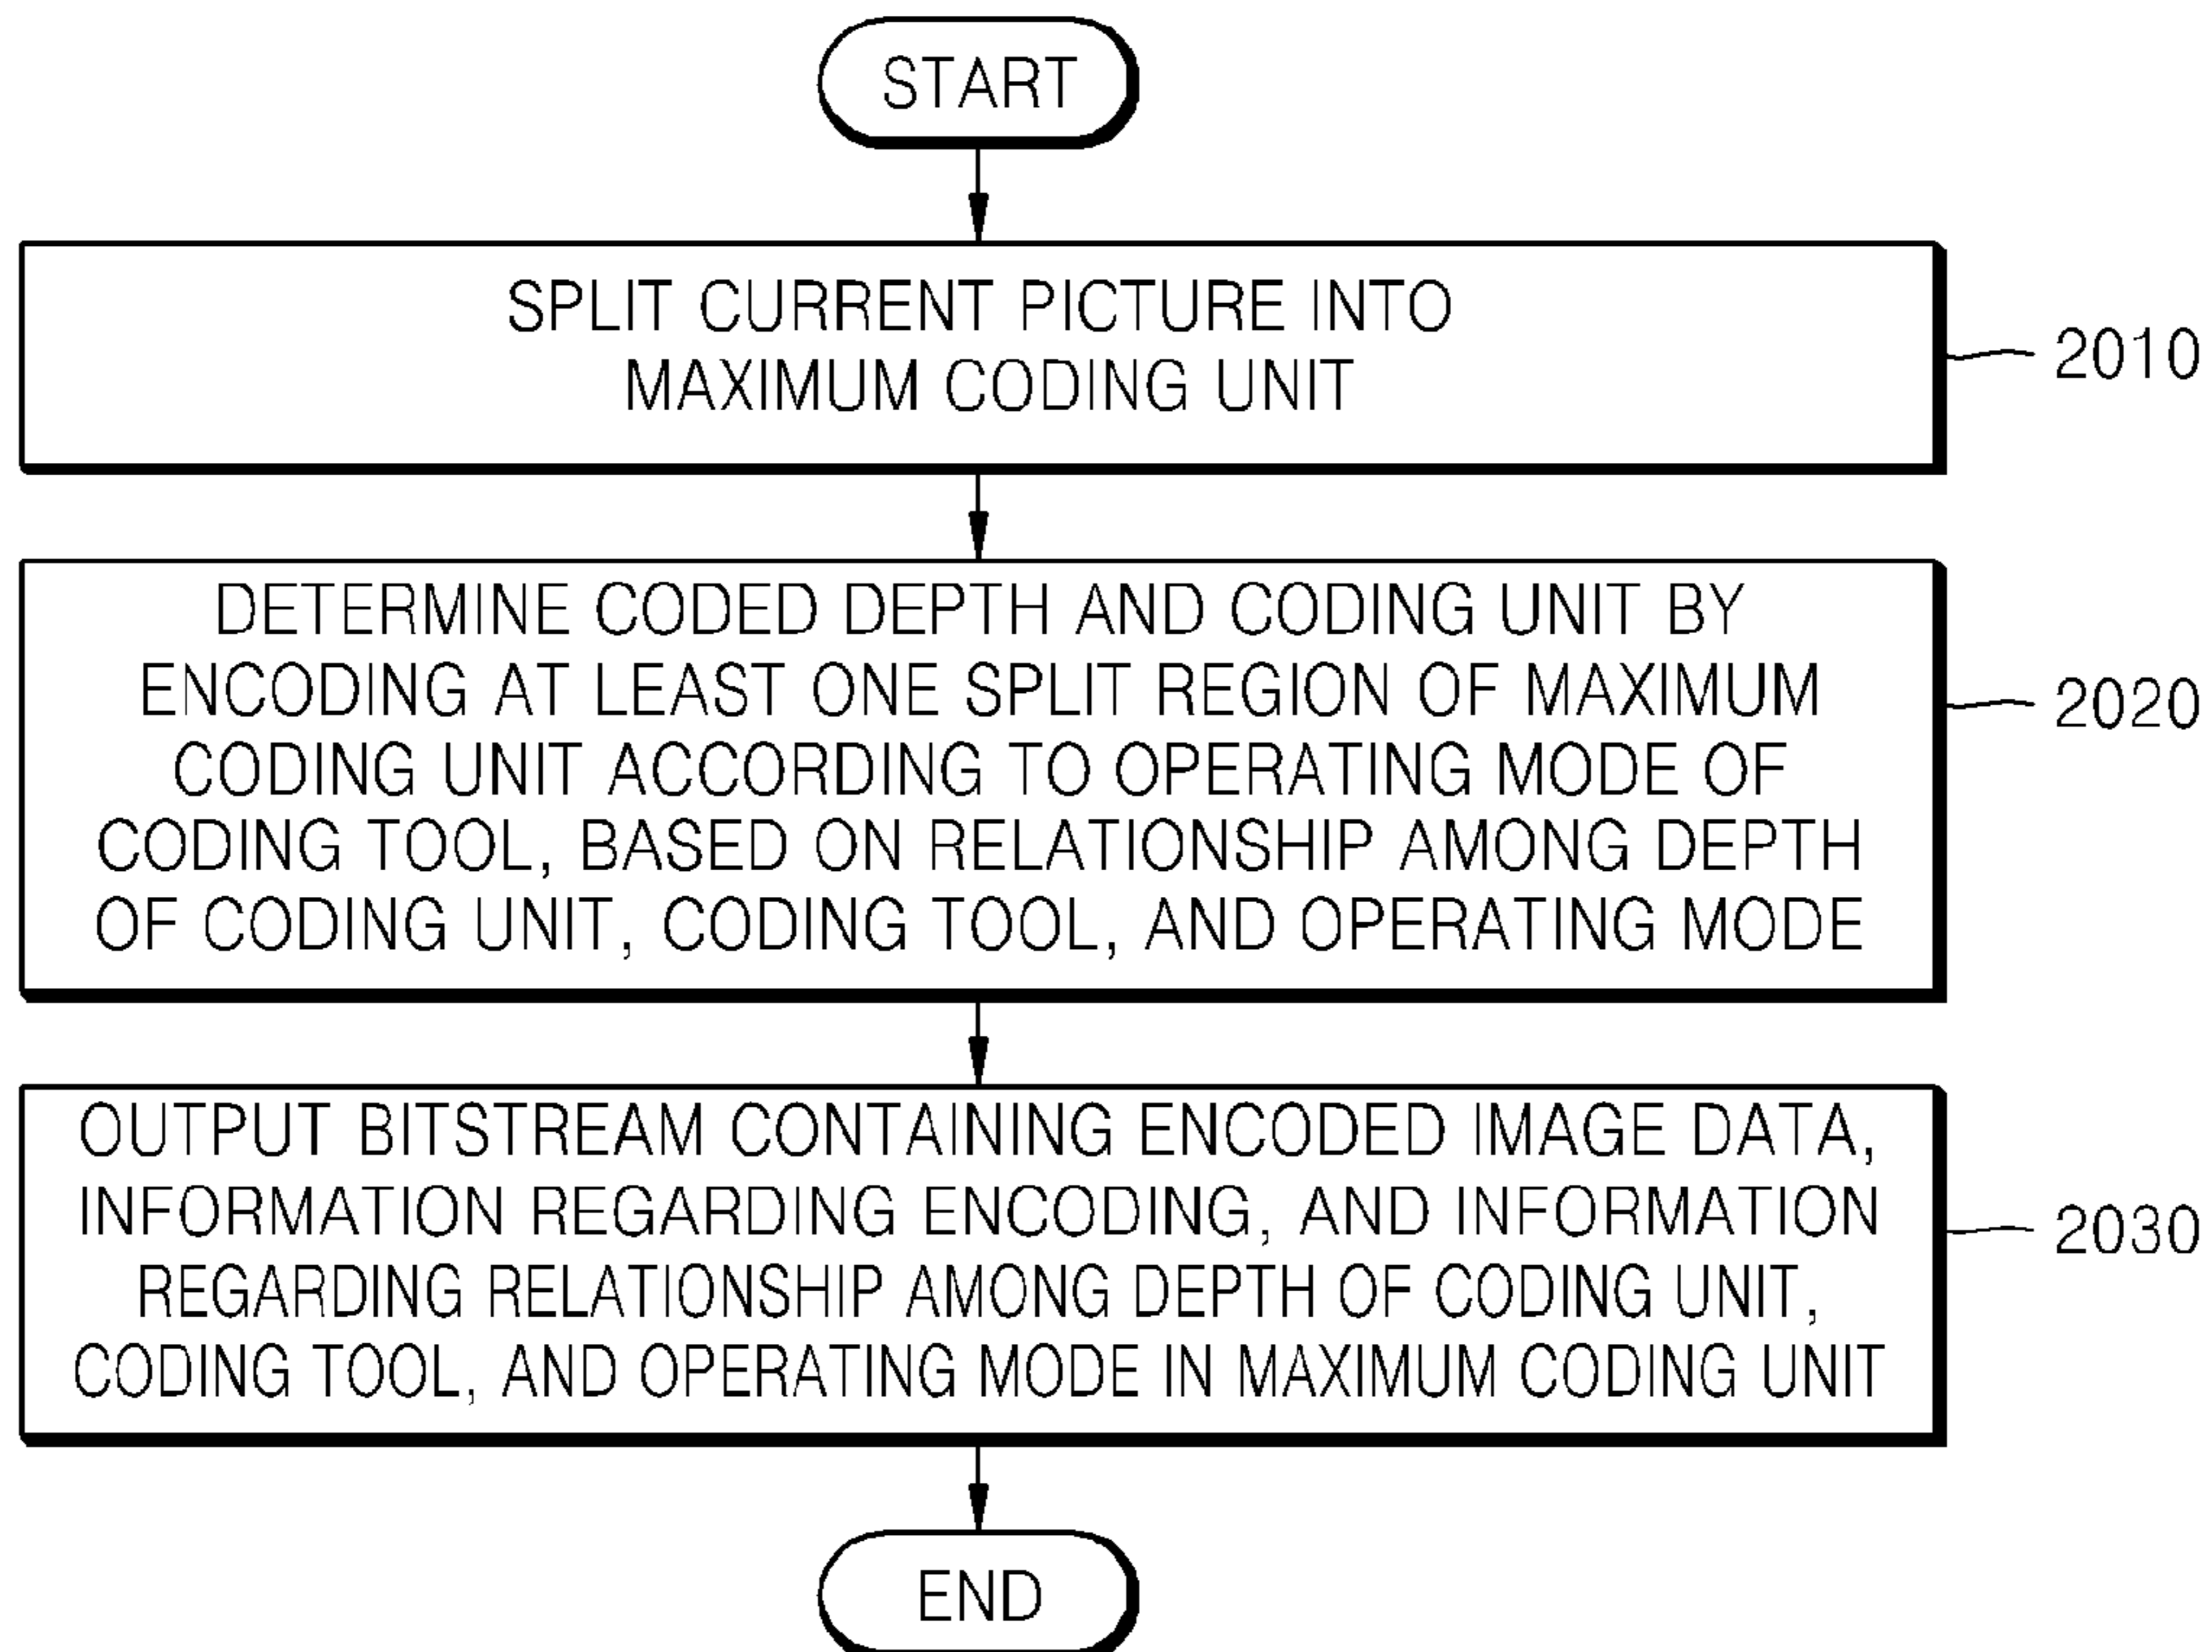 START
SPLIT CURRENT PICTURE INTO
MAXIMUM CODING UNIT
2010
DETERMINE CODED DEPTH AND CODING UNIT BY
ENCODING AT LEAST ONE SPLIT REGION OF MAXIMUM
CODING UNIT ACCORDING TO OPERATING MODE OF
CODING TOOL, BASED ON RELATIONSHIP AMONG DEPTH
OF CODING UNIT, CODING TOOL, AND OPERATING MODE
2020
OUTPUT BITSTREAM CONTAINING ENCODED IMAGE DATA,
INFORMATION REGARDING ENCODING, AND INFORMATION
REGARDING RELATIONSHIP AMONG DEPTH OF CODING UNIT,
CODING TOOL, AND OPERATING MODE IN MAXIMUM CODING UNIT
2030
END